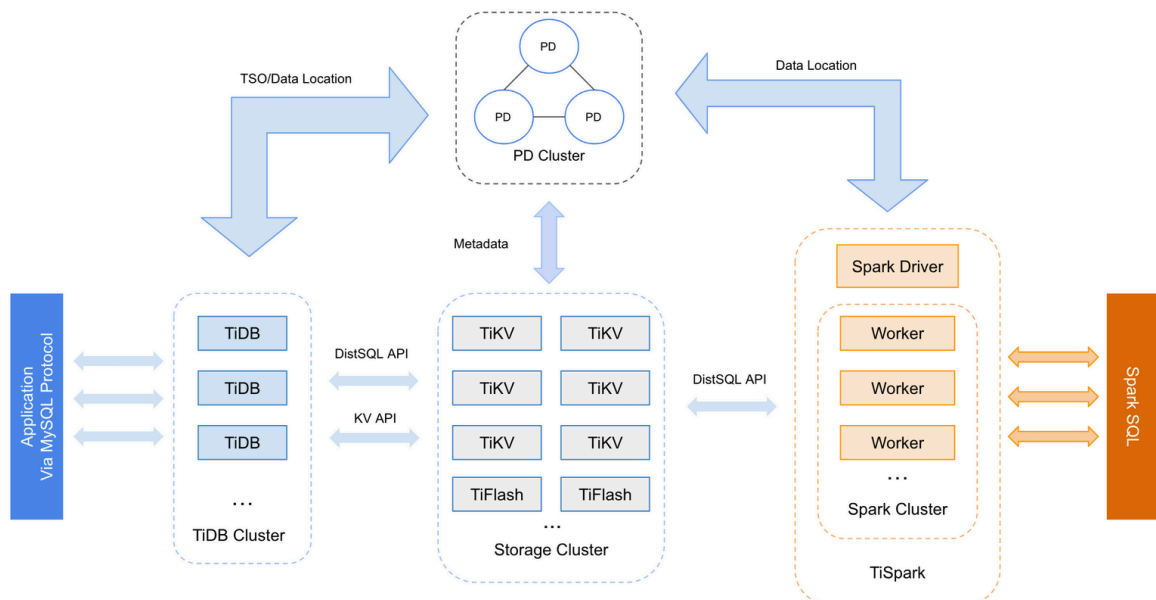 PD
TSO/Data Location
Data Location
PD
PD
PD Cluster
Metadata
Spark Driver
Application
Via MySQL Protocol
TiDB
TiDB
TiDB
...
TiDB Cluster
DistSQL API
KV API
TiKV
TiKV
TiKV
TiKV
TiKV
TiKV
TiFlash
TiFlash
...
Storage Cluster
DistSQL API
Worker
Worker
Worker
...
Spark Cluster
TiSpark
Spark SQL